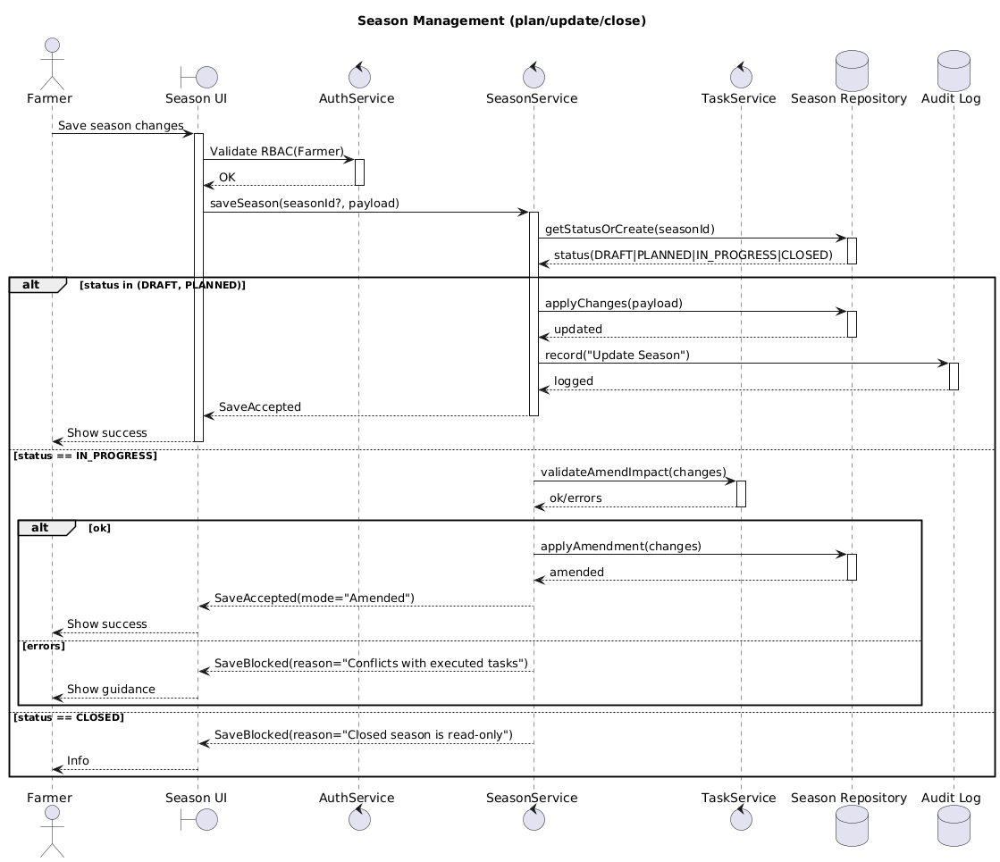 Season Management (plan/update/close)
Farmer
Season UI
AuthService
SeasonService
TaskService
Season Repository
Audit Log
Save season changes
Validate RBAC(Farmer)
OK
saveSeason(seasonId?, payload)
getStatusOrCreate(seasonId)
status(DRAFT|PLANNED|IN_PROGRESS|CLOSED)
alt
[status in (DRAFT, PLANNED)]
applyChanges(payload)
updated
record("Update Season")
logged
SaveAccepted
Show success
[status == IN_PROGRESS]
validateAmendImpact(changes)
ok/errors
alt
[ok]
applyAmendment(changes)
amended
SaveAccepted(mode="Amended")
Show success
[errors]
SaveBlocked(reason="Conflicts with executed tasks")
Show guidance
[status == CLOSED]
SaveBlocked(reason="Closed season is read-only")
Info
Farmer
Season UI
AuthService
SeasonService
TaskService
Season Repository
Audit Log